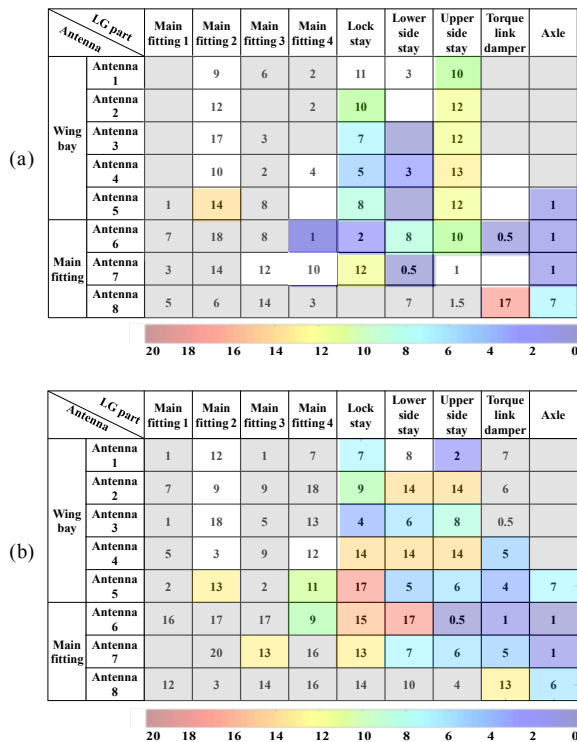 (a)
LG part
Antenna
Main fitting 1 Main fitting 2 Main fitting 3 Main fitting 4 Lock stay Lower side stay Upper side stay Torque link damper Axle
Wing bay
Antenna 1 9 6 2 11 3 10
Antenna 2 12 2 10 12
Antenna 3 17 3 7 12
Antenna 4 10 2 4 5 3 13
Antenna 5 1 14 8 8 12 1
Main fitting
Antenna 6 7 18 8 1 2 8 10 0.5 1
Antenna 7 3 14 12 10 12 0.5 1 1
Antenna 8 5 6 14 3 7 1.5 17 7
20 18 16 14 12 10 8 6 4 2 0
(b)
LG part
Antenna
Main fitting 1 Main fitting 2 Main fitting 3 Main fitting 4 Lock stay Lower side stay Upper side stay Torque link damper Axle
Wing bay
Antenna 1 1 12 1 7 7 8 2 7
Antenna 2 7 9 9 18 9 14 14 6
Antenna 3 1 18 5 13 4 6 8 0.5
Antenna 4 5 3 9 12 14 14 14 5
Antenna 5 2 13 2 11 17 5 6 4 7
Main fitting
Antenna 6 16 17 17 9 15 17 0.5 1 1
Antenna 7 20 13 16 13 7 6 5 1
Antenna 8 12 3 14 16 14 10 4 13 6
20 18 16 14 12 10 8 6 4 2 0